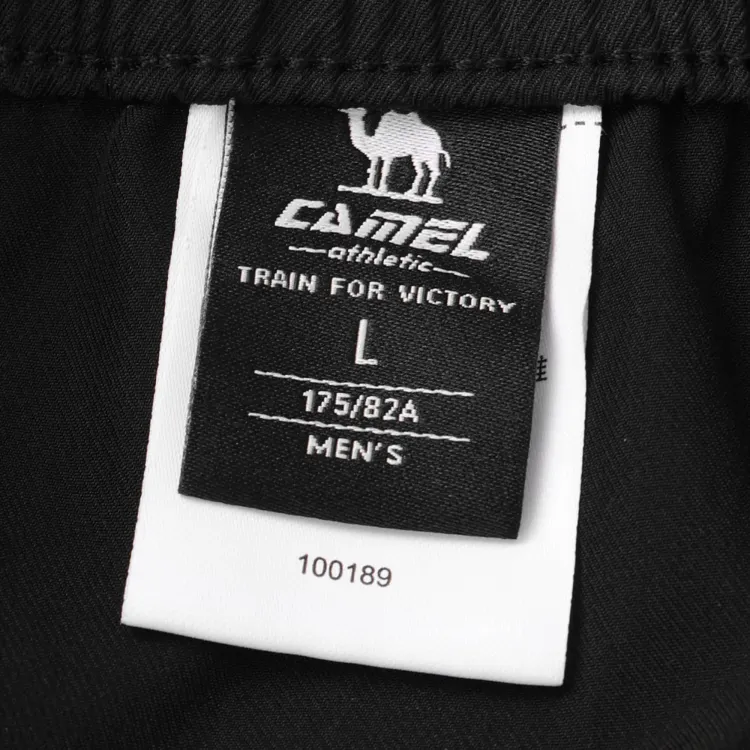 CAMEL
athletic
TRAIN FOR VICTORY
L
175/82A
MEN'S
100189